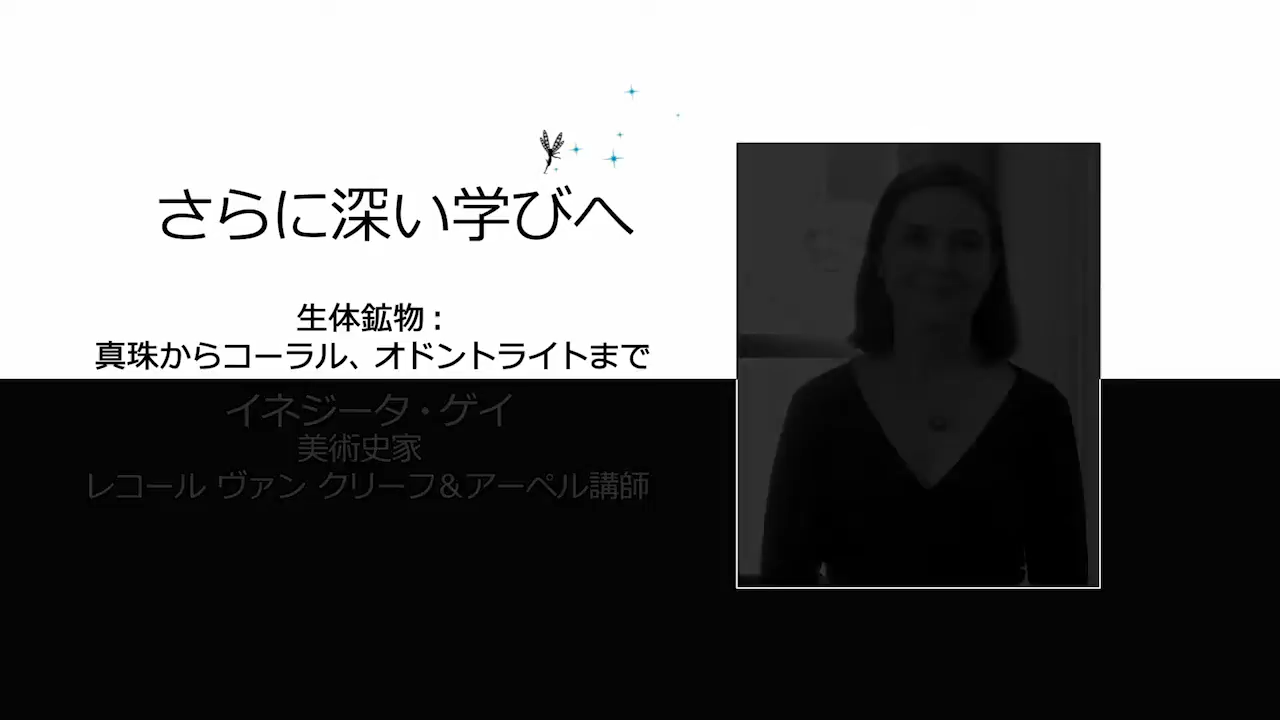 さらに深い学びへ
生体鉱物：
真珠からコーラル、オドントライトまで
イネジータ・ゲイ
美術史家
レコール ヴァン クリーフ＆アーペル講師